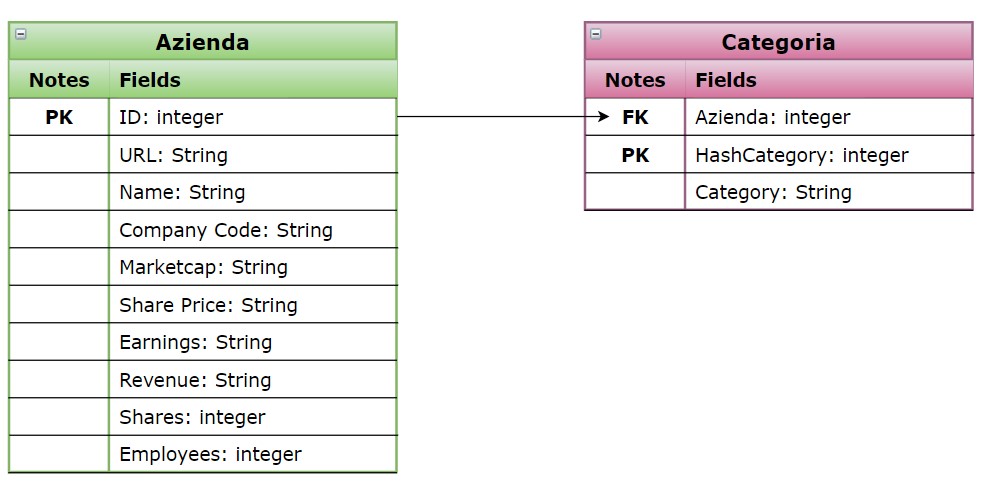 Azienda
Notes Fields
PK ID: integer
URL: String
Name: String
Company Code: String
Marketcap: String
Share Price: String
Earnings: String
Revenue: String
Shares: integer
Employees: integer
Categoria
Notes Fields
FK Azienda: integer
PK HashCategory: integer
Category: String